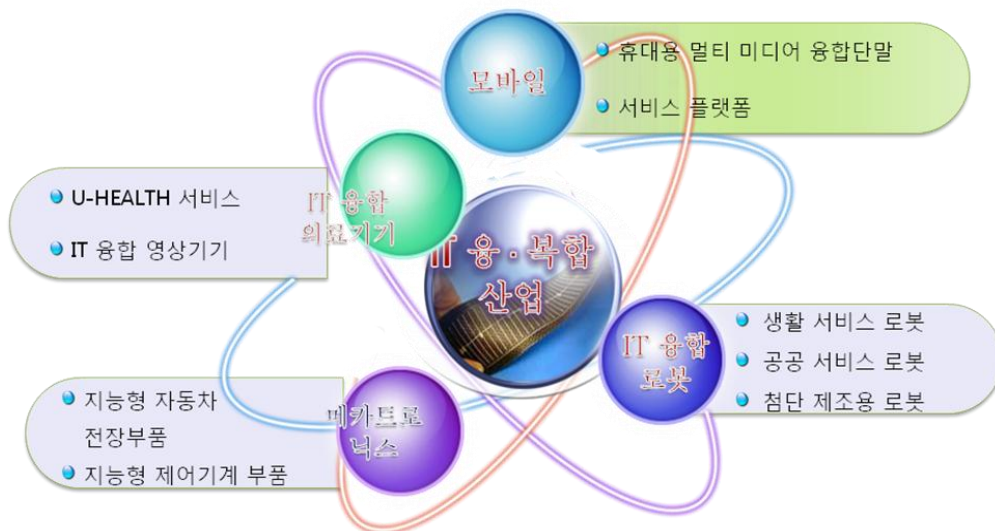 모바일
휴대용 멀티 미디어 융합단말
서비스 플랫폼
IT 융합
의료기기
U-HEALTH 서비스
IT 융합 영상기기
IT 융·복합
산업
IT 융합
로봇
생활 서비스 로봇
공공 서비스 로봇
첨단 제조용 로봇
메카트로
닉스
지능형 자동차
전장부품
지능형 제어기계 부품